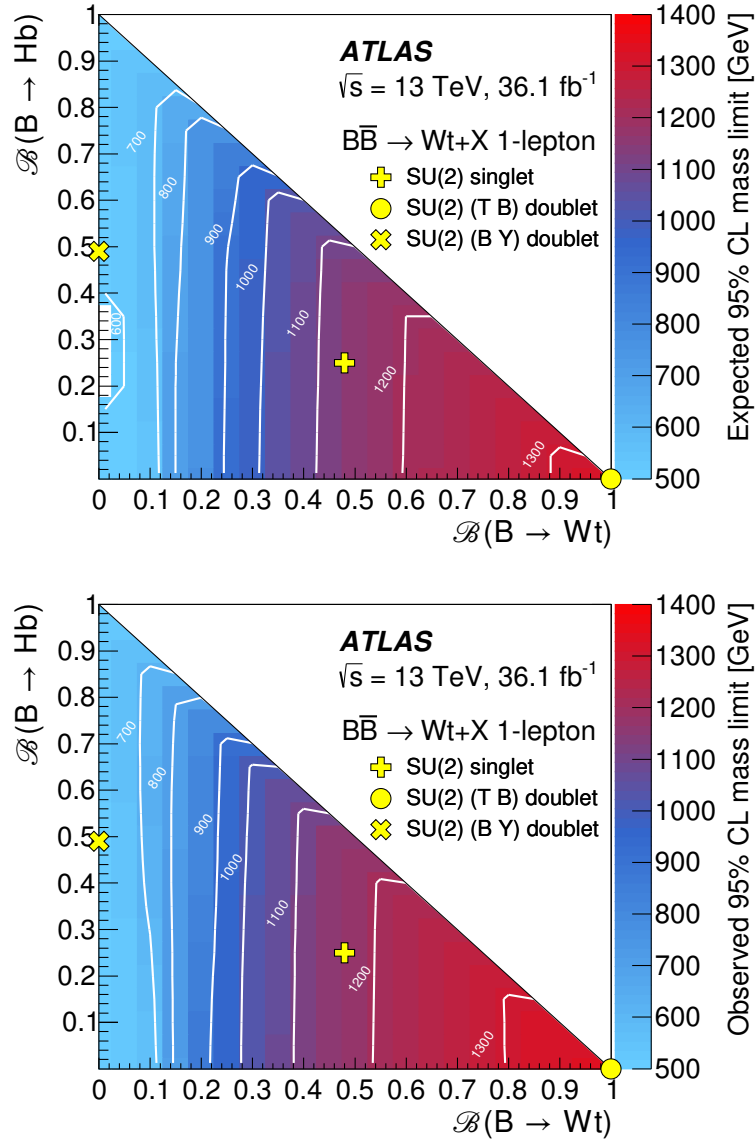 ℬ(B → Hb)
1
0.9
0.8
0.7
0.6
0.5
0.4
0.3
0.2
0.1
ATLAS
√s = 13 TeV, 36.1 fb⁻¹
BB̅ → Wt+X 1-lepton
SU(2) singlet
SU(2) (T B) doublet
SU(2) (B Y) doublet
700
800
900
1000
600
1100
1200
1300
0 0.1 0.2 0.3 0.4 0.5 0.6 0.7 0.8 0.9 1
ℬ(B → Wt)
1400
1300
1200
1100
1000
900
800
700
600
500
Expected 95% CL mass limit [GeV]
ℬ(B → Hb)
1
0.9
0.8
0.7
0.6
0.5
0.4
0.3
0.2
0.1
ATLAS
√s = 13 TeV, 36.1 fb⁻¹
BB̅ → Wt+X 1-lepton
SU(2) singlet
SU(2) (T B) doublet
SU(2) (B Y) doublet
700
800
900
1000
1100
1200
1300
0 0.1 0.2 0.3 0.4 0.5 0.6 0.7 0.8 0.9 1
ℬ(B → Wt)
1400
1300
1200
1100
1000
900
800
700
600
500
Observed 95% CL mass limit [GeV]